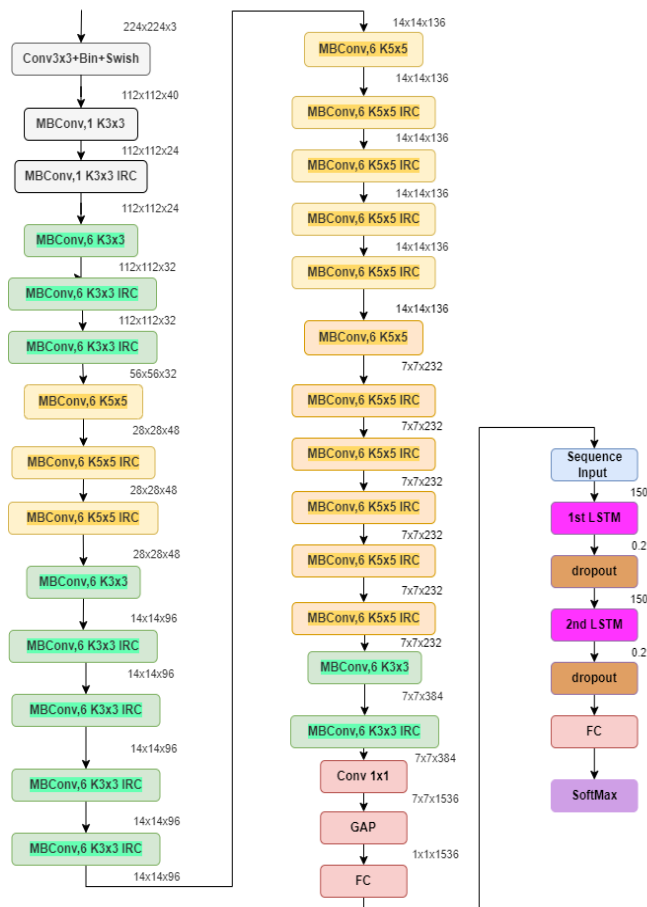 224x224x3
Conv3x3+Bin+Swish
112x112x40
MBConv,1 K3x3
112x112x24
MBConv,1 K3x3 IRC
112x112x24
MBConv,6 K3x3
112x112x32
MBConv,6 K3x3 IRC
112x112x32
MBConv,6 K3x3 IRC
56x56x32
MBConv,6 K5x5
28x28x48
MBConv,6 K5x5 IRC
28x28x48
MBConv,6 K5x5 IRC
28x28x48
MBConv,6 K3x3
14x14x96
MBConv,6 K3x3 IRC
14x14x96
MBConv,6 K3x3 IRC
14x14x96
MBConv,6 K3x3 IRC
14x14x96
MBConv,6 K3x3 IRC
14x14x96
14x14x136
MBConv,6 K5x5
14x14x136
MBConv,6 K5x5 IRC
14x14x136
MBConv,6 K5x5 IRC
14x14x136
MBConv,6 K5x5 IRC
14x14x136
MBConv,6 K5x5 IRC
14x14x136
MBConv,6 K5x5
7x7x232
MBConv,6 K5x5 IRC
7x7x232
MBConv,6 K5x5 IRC
7x7x232
MBConv,6 K5x5 IRC
7x7x232
MBConv,6 K5x5 IRC
7x7x232
MBConv,6 K5x5 IRC
7x7x232
MBConv,6 K3x3
7x7x384
MBConv,6 K3x3 IRC
7x7x384
Conv 1x1
7x7x1536
GAP
1x1x1536
FC
Sequence
Input
150
1st LSTM
0.2
dropout
150
2nd LSTM
0.2
dropout
FC
SoftMax